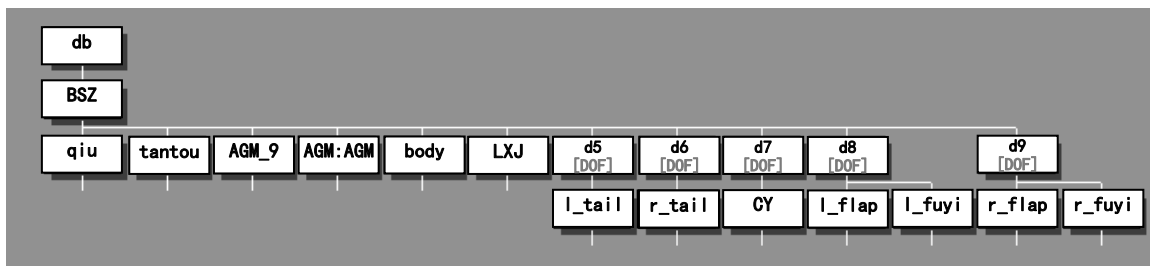 db
BSZ
qiu tantou AGM_9 AGM:AGM body LXJ d5 d6 d7 d8 d9
[DOF] [DOF] [DOF] [DOF] [DOF]
l_tail r_tail CY l_flap l_fuyi r_flap r_fuyi